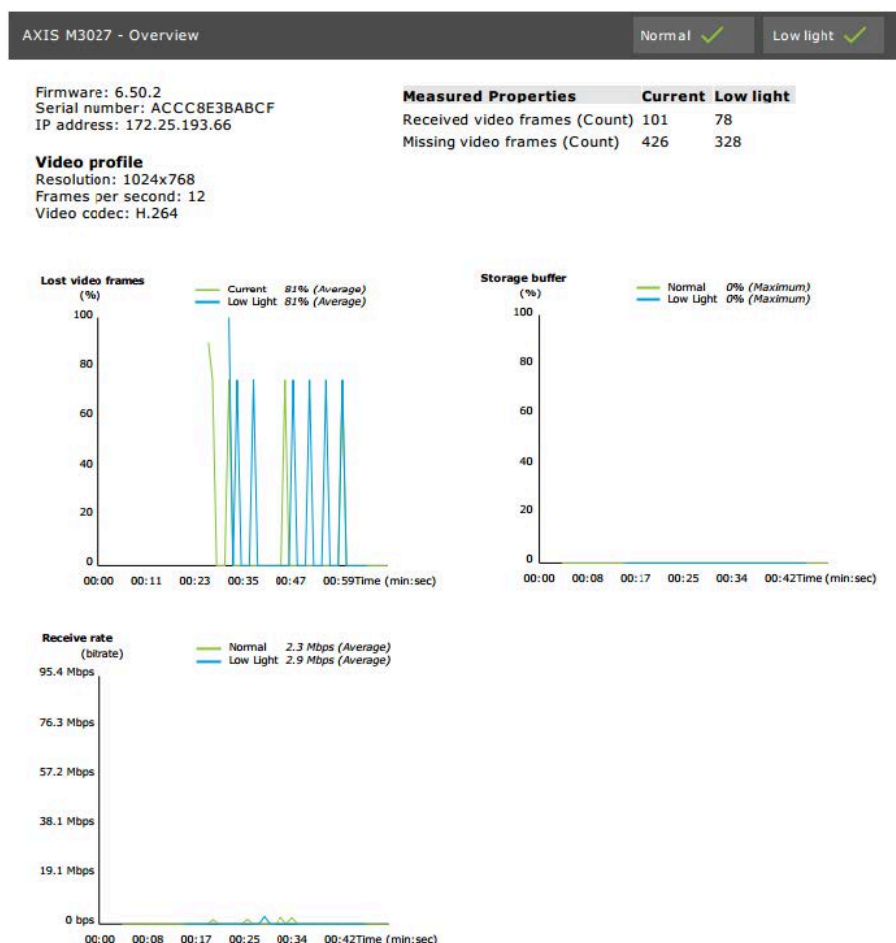 AXIS M3027 - Overview
Normal
Low light
Firmware: 6.50.2
Serial number: ACCC8E3BABCF
IP address: 172.25.193.66
Video profile
Resolution: 1024x768
Frames per second: 12
Video codec: H.264
Measured Properties Current Low light
Received video frames (Count) 101 78
Missing video frames (Count) 426 328
Lost video frames
(%)
Current 81% (Average)
Low Light 81% (Average)
100
80
60
40
20
0
00:00 00:11 00:23 00:35 00:47 00:59Time (min:sec)
Storage buffer
(%)
Normal 0% (Maximum)
Low Light 0% (Maximum)
100
80
60
40
20
0
00:00 00:08 00:17 00:25 00:34 00:42Time (min:sec)
Receive rate
(bitrate)
Normal 2.3 Mbps (Average)
Low Light 2.9 Mbps (Average)
95.4 Mbps
76.3 Mbps
57.2 Mbps
38.1 Mbps
19.1 Mbps
0 bps
00:00 00:08 00:17 00:25 00:34 00:42Time (min:sec)